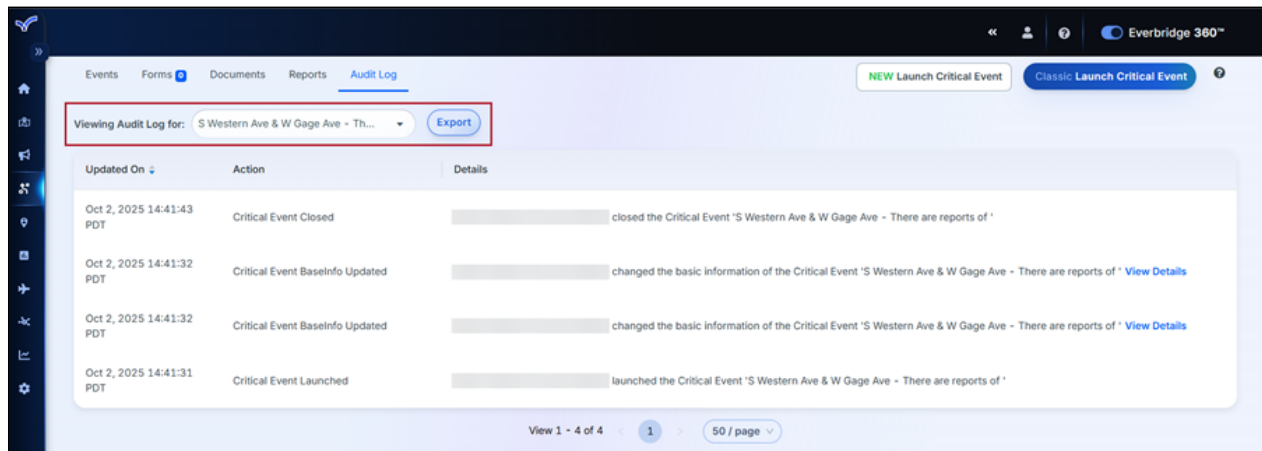 Everbridge 360™
Events Forms 0 Documents Reports Audit Log NEW Launch Critical Event Classic Launch Critical Event
Viewing Audit Log for: S Western Ave & W Gage Ave - Th... Export
Updated On Action Details
Oct 2, 2025 14:41:43
PDT
Critical Event Closed closed the Critical Event 'S Western Ave & W Gage Ave - There are reports of '
Oct 2, 2025 14:41:32
PDT
Critical Event BaseInfo Updated changed the basic information of the Critical Event 'S Western Ave & W Gage Ave - There are reports of ' View Details
Oct 2, 2025 14:41:32
PDT
Critical Event BaseInfo Updated changed the basic information of the Critical Event 'S Western Ave & W Gage Ave - There are reports of ' View Details
Oct 2, 2025 14:41:31
PDT
Critical Event Launched launched the Critical Event 'S Western Ave & W Gage Ave - There are reports of '
View 1 - 4 of 4 < 1 > 50 / page